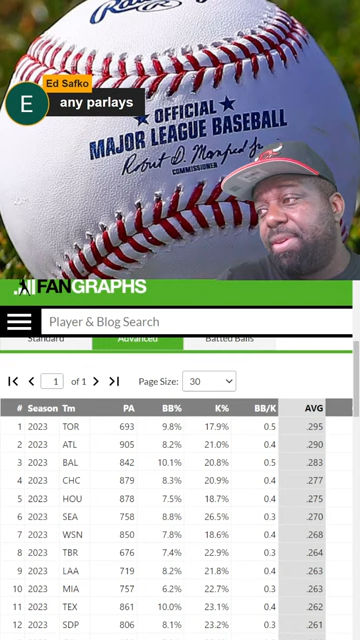 Ed Safko
E
any parlays
OFFICIAL
MAJOR LEAGUE BASEBALL
Robert D. Manfred Jr.
COMMISSIONER
FANGRAPHS
Player & Blog Search
Standard Advanced Batted Balls
1 of 1 Page Size: 30
# Season Tm PA BB% K% BB/K AVG
1 2023 TOR 693 9.8% 17.9% 0.5 .295
2 2023 ATL 905 8.2% 21.0% 0.4 .290
3 2023 BAL 842 10.1% 20.8% 0.5 .283
4 2023 CHC 879 8.3% 20.9% 0.4 .277
5 2023 HOU 878 7.5% 18.7% 0.4 .275
6 2023 SEA 758 8.8% 26.5% 0.3 .270
7 2023 WSN 850 7.8% 18.6% 0.4 .268
8 2023 TBR 676 7.4% 22.9% 0.3 .264
9 2023 LAA 719 8.2% 21.8% 0.4 .263
10 2023 MIA 757 6.2% 22.7% 0.3 .263
11 2023 TEX 861 10.0% 23.1% 0.4 .262
12 2023 SDP 806 8.1% 23.2% 0.3 .261